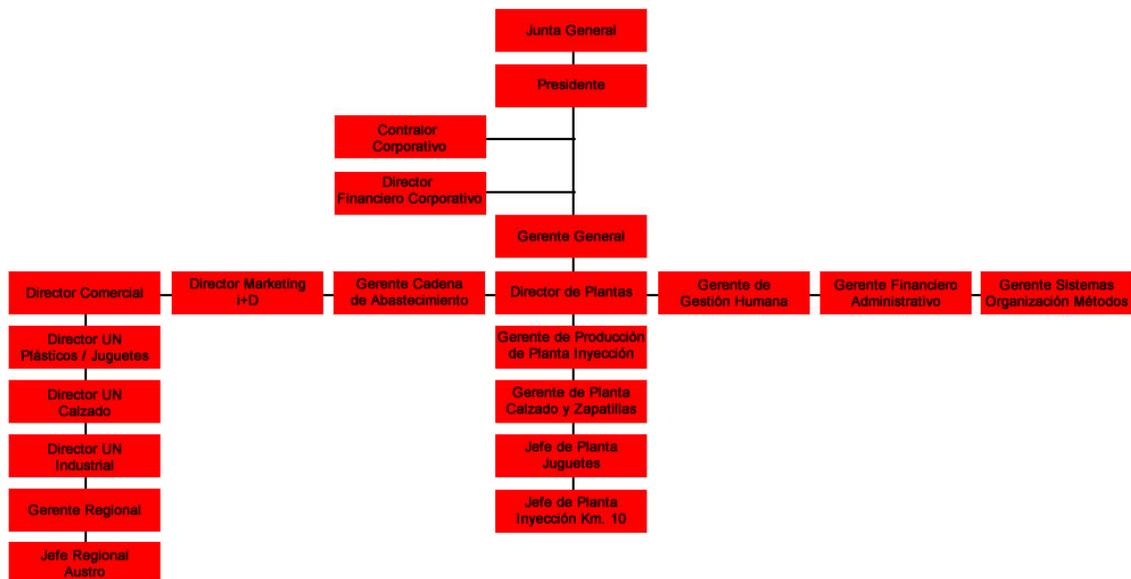 Junta General
Presidente
Contralor
Corporativo
Director
Financiero Corporativo
Gerente General
Director Comercial
Director Marketing
i+D
Gerente Cadena
de Abastecimiento
Director de Plantas
Gerente de
Gestión Humana
Gerente Financiero
Administrativo
Gerente Sistemas
Organización Métodos
Director UN
Plásticos / Juguetes
Director UN
Calzado
Director UN
Industrial
Gerente Regional
Jefe Regional
Austro
Gerente de Producción
de Planta Inyección
Gerente de Planta
Calzado y Zapatillas
Jefe de Planta
Juguetes
Jefe de Planta
Inyección Km. 10